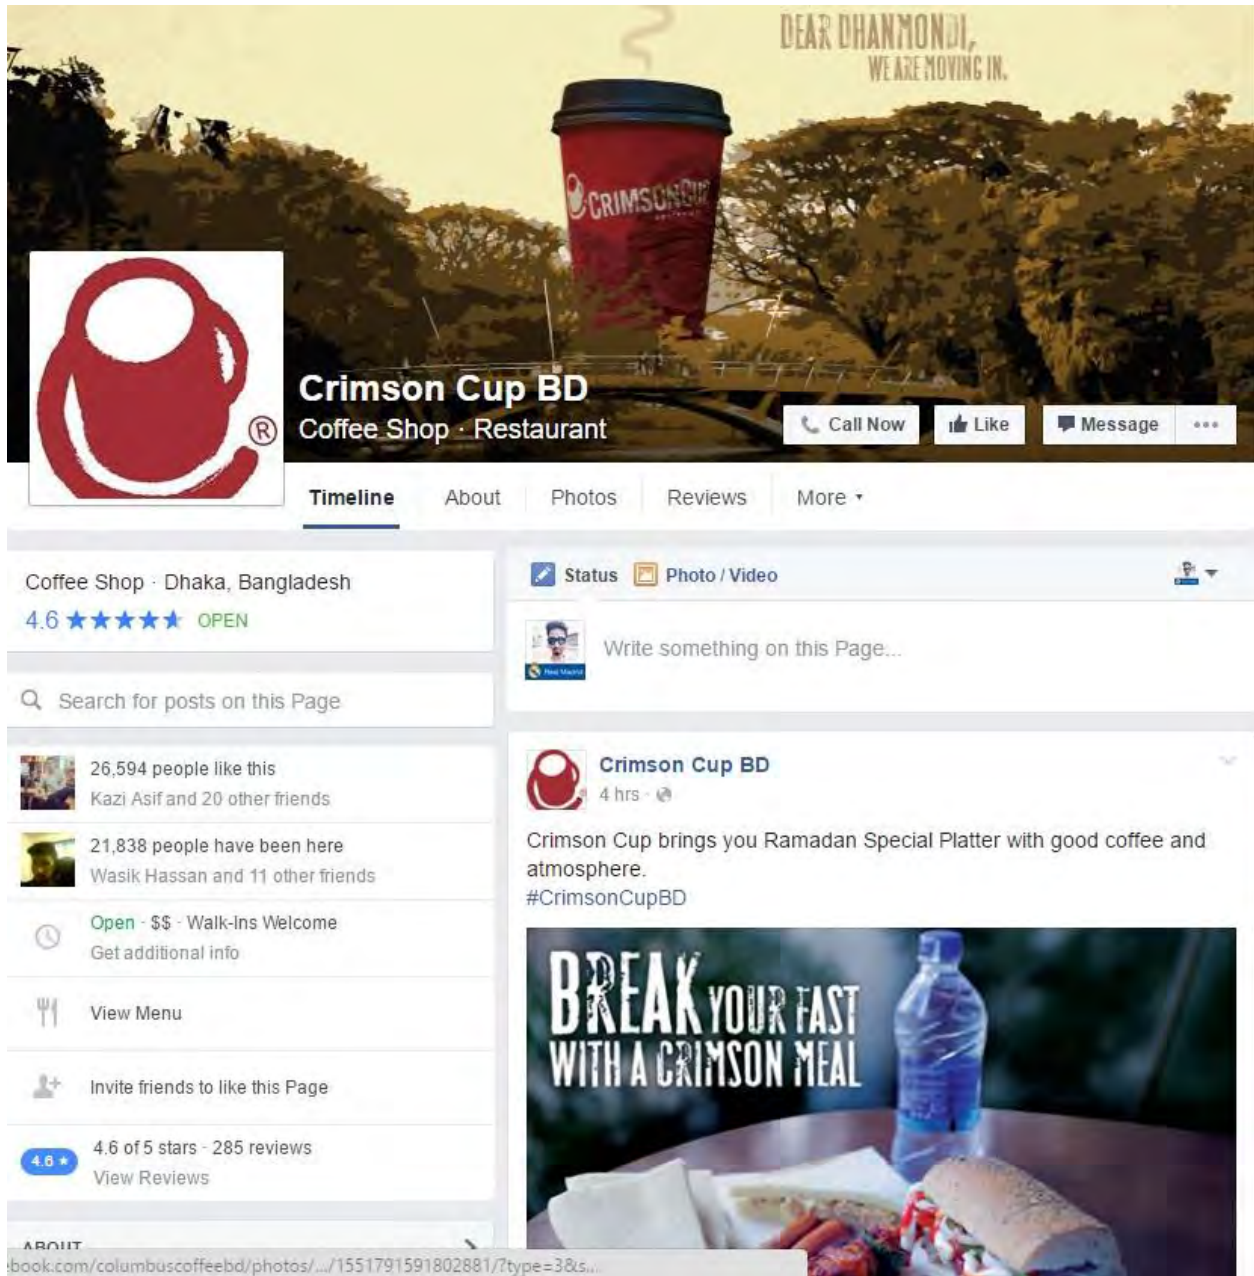 DEAR DHANMONDI,
WE ARE MOVING IN.
CRIMSON CUP
®
Crimson Cup BD
Coffee Shop · Restaurant
Call Now
Like
Message
Timeline
About
Photos
Reviews
More
Coffee Shop · Dhaka, Bangladesh
4.6 OPEN
Search for posts on this Page
26,594 people like this
Kazi Asif and 20 other friends
21,838 people have been here
Wasik Hassan and 11 other friends
Open · $$ · Walk-Ins Welcome
Get additional info
View Menu
Invite friends to like this Page
4.6
4.6 of 5 stars · 285 reviews
View Reviews
ABOUT
Status
Photo / Video
Real Madrid
Write something on this Page...
Crimson Cup BD
4 hrs ·
Crimson Cup brings you Ramadan Special Platter with good coffee and
atmosphere.
#CrimsonCupBD
BREAK YOUR FAST
WITH A CRIMSON MEAL
ebook.com/columbuscoffeebd/photos/.../1551791591802881/?type=3&s...